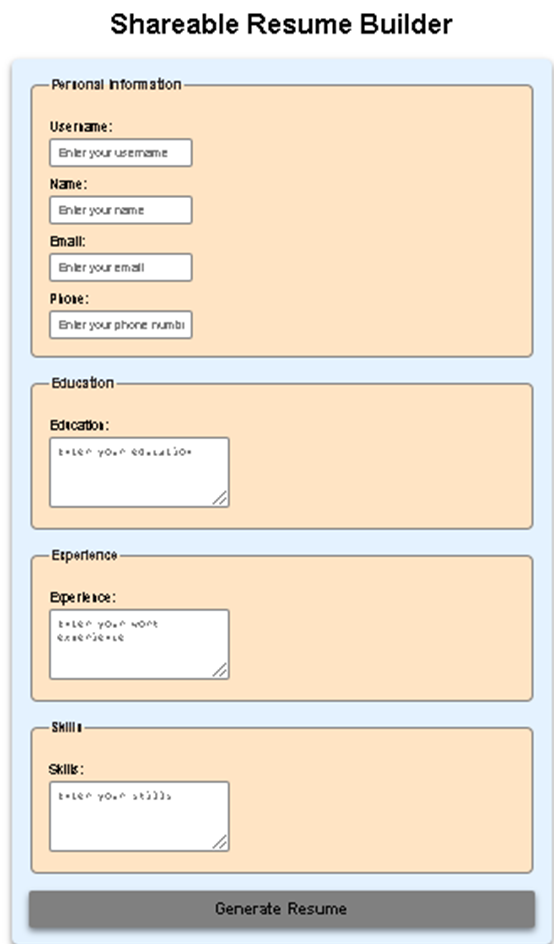 Shareable Resume Builder
Personal Information
Username:
Enter your username
Name:
Enter your name
Email:
Enter your email
Phone:
Enter your phone numb
Education
Education:
Enter your education
Experience
Experience:
Enter your work
experience
Skills
Skills:
Enter your skills
Generate Resume